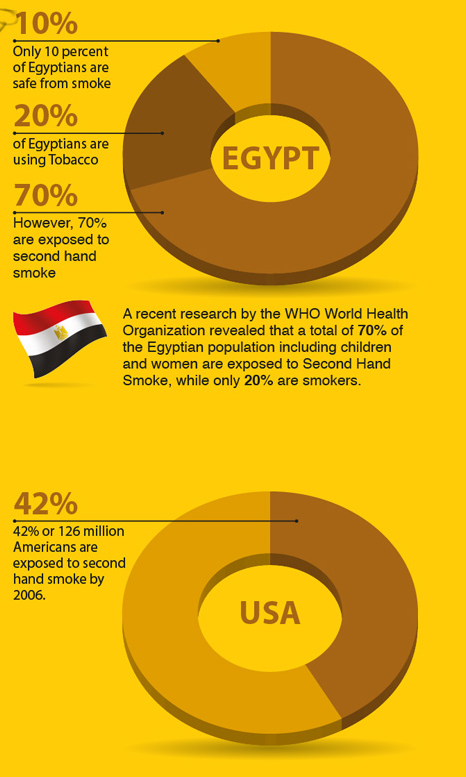 10%
Only 10 percent
of Egyptians are
safe from smoke
20%
of Egyptians are
using Tobacco
70%
However, 70%
are exposed to
second hand
smoke
EGYPT
A recent research by the WHO World Health
Organization revealed that a total of 70% of
the Egyptian population including children
and women are exposed to Second Hand
Smoke, while only 20% are smokers.
42%
42% or 126 million
Americans are
exposed to second
hand smoke by
2006.
USA